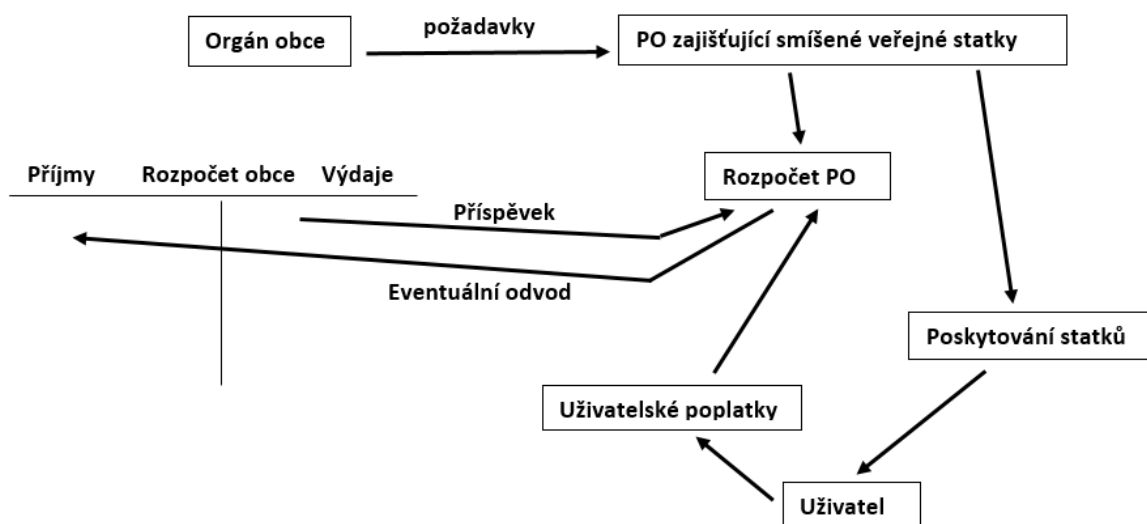 Orgán obce
požadavky
PO zajišťující smíšené veřejné statky
Příjmy
Rozpočet obce
Výdaje
Rozpočet PO
Příspěvek
Eventuální odvod
Poskytování statků
Uživatelské poplatky
Uživatel